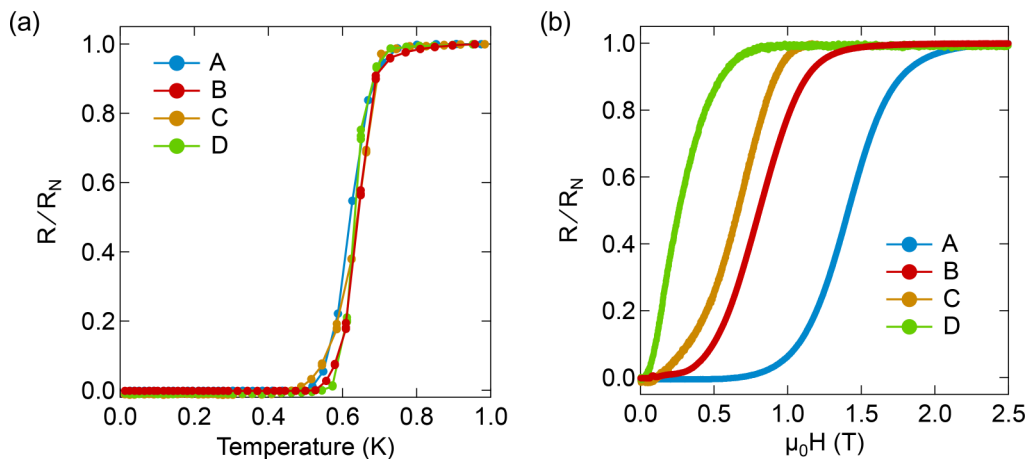 (a)
R/R_N
1.0
0.8
0.6
0.4
0.2
0.0
A
B
C
D
0.0 0.2 0.4 0.6 0.8 1.0
Temperature (K)
(b)
R/R_N
1.0
0.8
0.6
0.4
0.2
0.0
A
B
C
D
0.0 0.5 1.0 1.5 2.0 2.5
μ₀H (T)